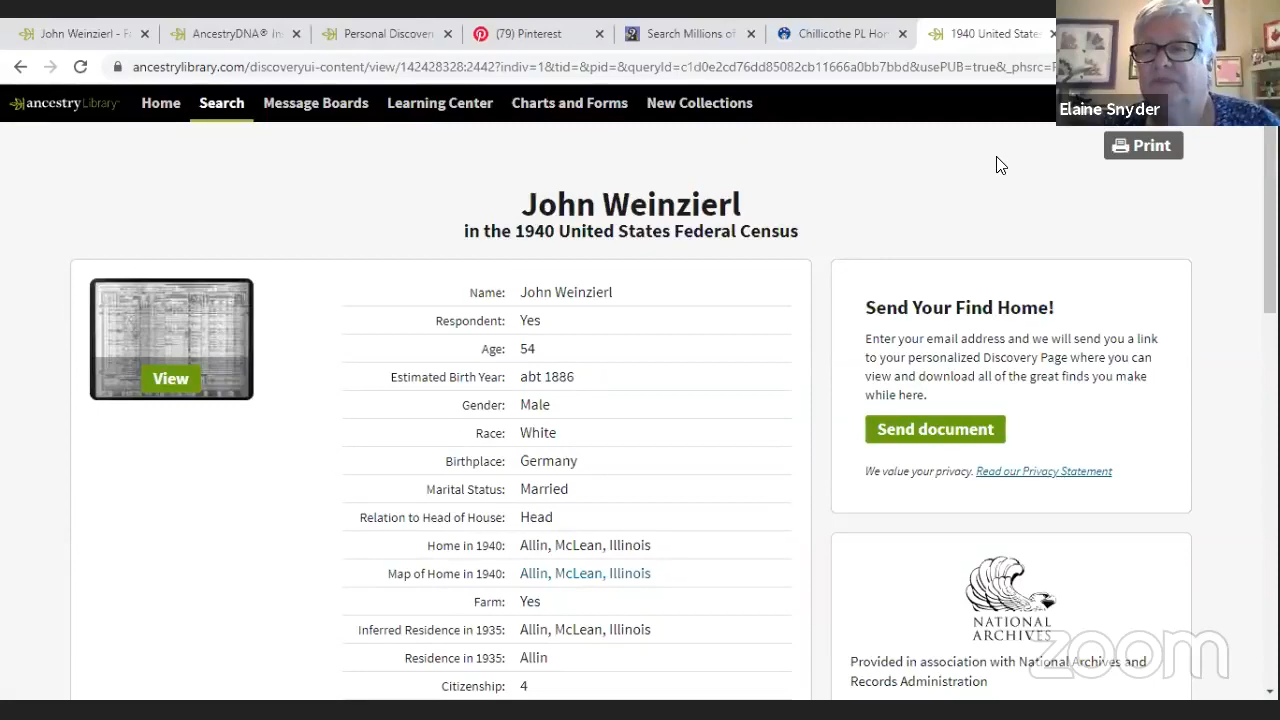 John Weinzierl - F
AncestryDNA® in
Personal Discover
(79) Pinterest
Search Millions of
Chillicothe PL Hon
1940 United States
ancestrylibrary.com/discoveryui-content/view/142428328:2442?indiv=1&ttd=&pid=&queryId=c1d0e2cd76dd85082cb11666a0bb7bbd&usePUB=true&_phsrc=
ancestryLibrary
Home
Search
Message Boards
Learning Center
Charts and Forms
New Collections
Elaine Snyder
Print
John Weinzierl
in the 1940 United States Federal Census
View
Name: John Weinzierl
Respondent: Yes
Age: 54
Estimated Birth Year: abt 1886
Gender: Male
Race: White
Birthplace: Germany
Marital Status: Married
Relation to Head of House: Head
Home in 1940: Allin, McLean, Illinois
Map of Home in 1940: Allin, McLean, Illinois
Farm: Yes
Inferred Residence in 1935: Allin, McLean, Illinois
Residence in 1935: Allin
Citizenship: 4
Send Your Find Home!
Enter your email address and we will send you a link
to your personalized Discovery Page where you can
view and download all of the great finds you make
while here.
Send document
We value your privacy. Read our Privacy Statement
NATIONAL
ARCHIVES
Provided in association with National Archives and
Records Administration
zoom